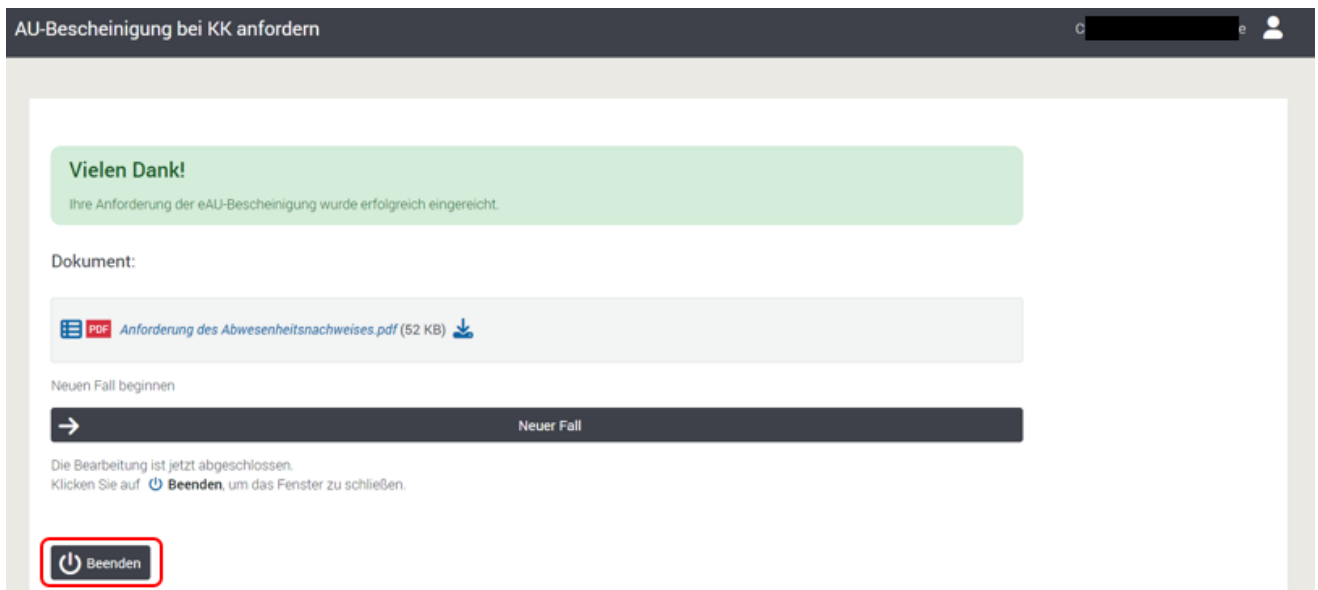 AU-Bescheinigung bei KK anfordern
C e
Vielen Dank!
Ihre Anforderung der eAU-Bescheinigung wurde erfolgreich eingereicht.
Dokument:
PDF Anforderung des Abwesenheitsnachweises.pdf (52 KB)
Neuen Fall beginnen
Neuer Fall
Die Bearbeitung ist jetzt abgeschlossen.
Klicken Sie auf Beenden, um das Fenster zu schließen.
Beenden